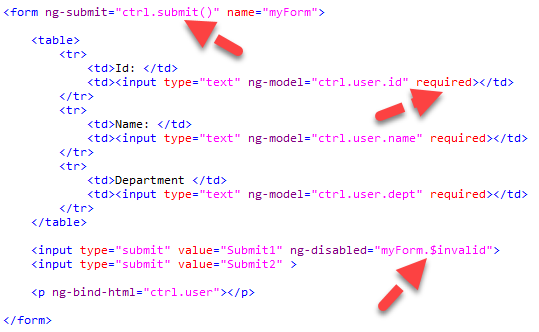 <form ng-submit="ctrl.submit()" name="myForm">
<table>
<tr>
<td>Id: </td>
<td><input type="text" ng-model="ctrl.user.id" required></td>
</tr>
<tr>
<td>Name: </td>
<td><input type="text" ng-model="ctrl.user.name" required></td>
</tr>
<tr>
<td>Department </td>
<td><input type="text" ng-model="ctrl.user.dept" required></td>
</tr>
</table>
<input type="submit" value="Submit1" ng-disabled="myForm.$invalid">
<input type="submit" value="Submit2" >
<p ng-bind-html="ctrl.user"></p>
</form>